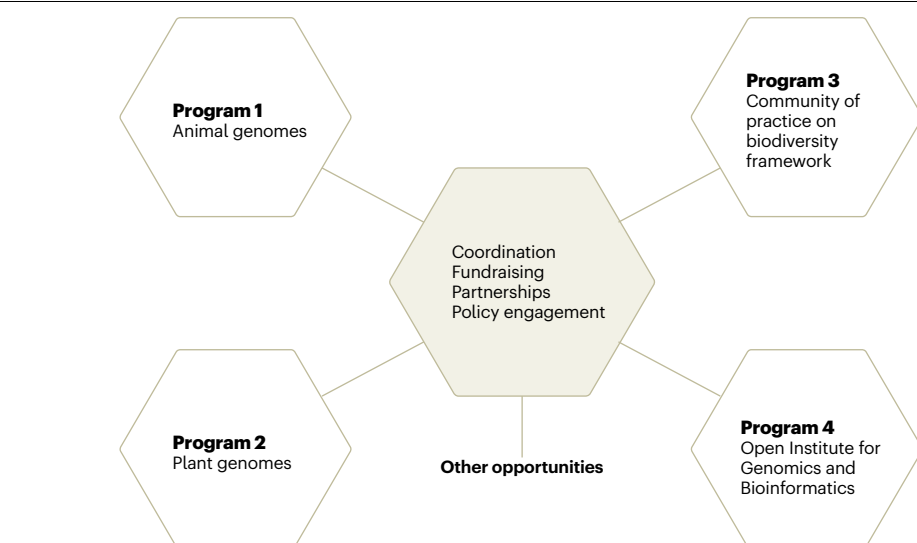 Program 1
Animal genomes
Program 3
Community of
practice on
biodiversity
framework
Coordination
Fundraising
Partnerships
Policy engagement
Program 2
Plant genomes
Other opportunities
Program 4
Open Institute for
Genomics and
Bioinformatics